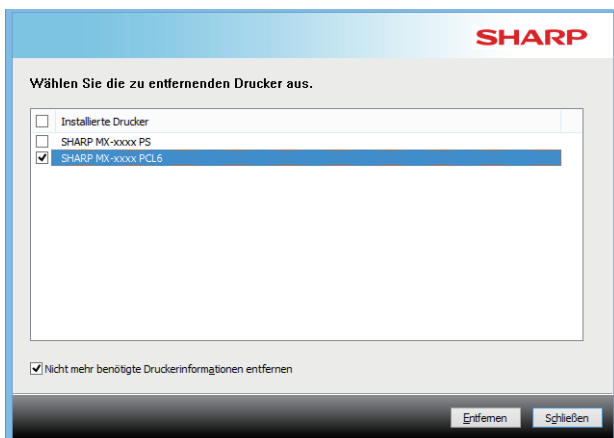 SHARP
Wählen Sie die zu entfernenden Drucker aus.
Installierte Drucker
SHARP MX-xxxx PS
SHARP MX-xxxx PCL6
Nicht mehr benötigte Druckerinformationen entfernen
Entfernen Schließen